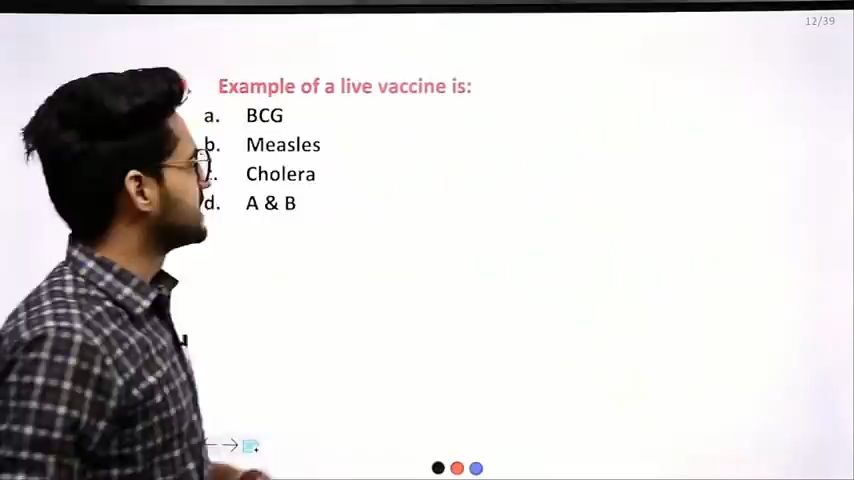 12/39
Example of a live vaccine is:
a. BCG
b. Measles
Cholera
d. A & B